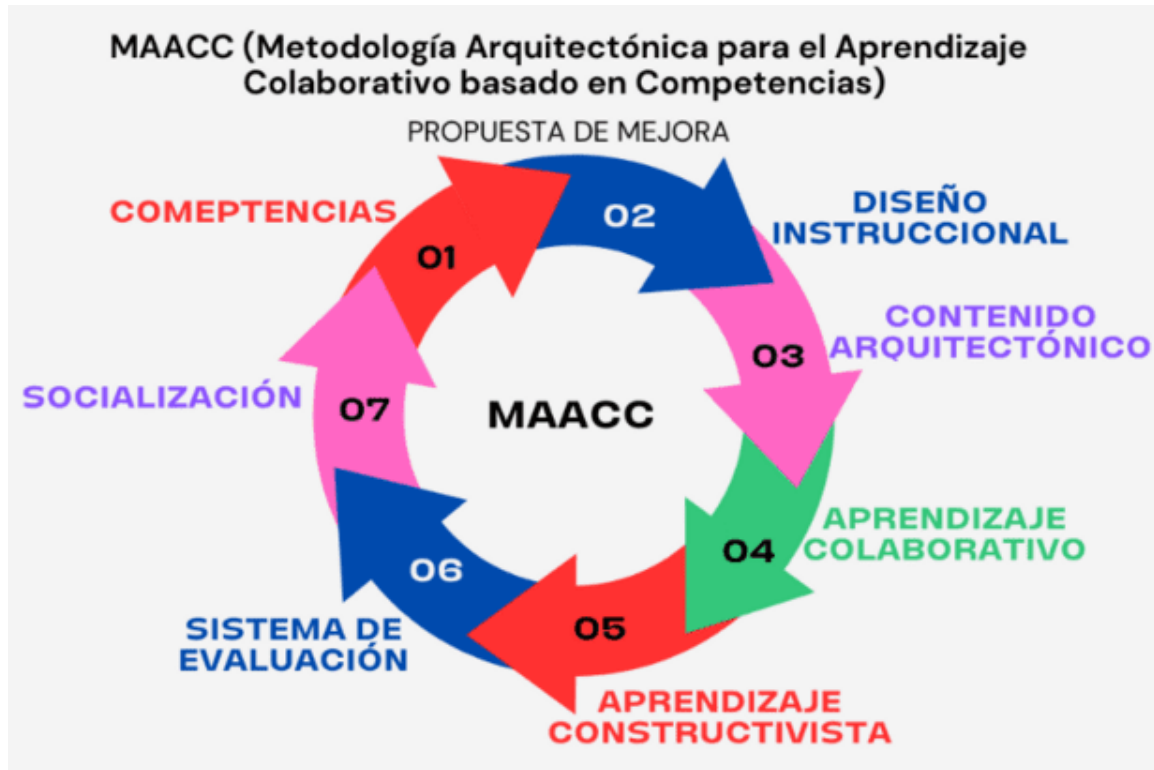 MAACC (Metodología Arquitectónica para el Aprendizaje
Colaborativo basado en Competencias)
PROPUESTA DE MEJORA
COMEPTENCIAS
01
02
DISEÑO
INSTRUCCIONAL
03
CONTENIDO
ARQUITECTÓNICO
SOCIALIZACIÓN
07
MAACC
04
APRENDIZAJE
COLABORATIVO
06
05
SISTEMA DE
EVALUACIÓN
APRENDIZAJE
CONSTRUCTIVISTA